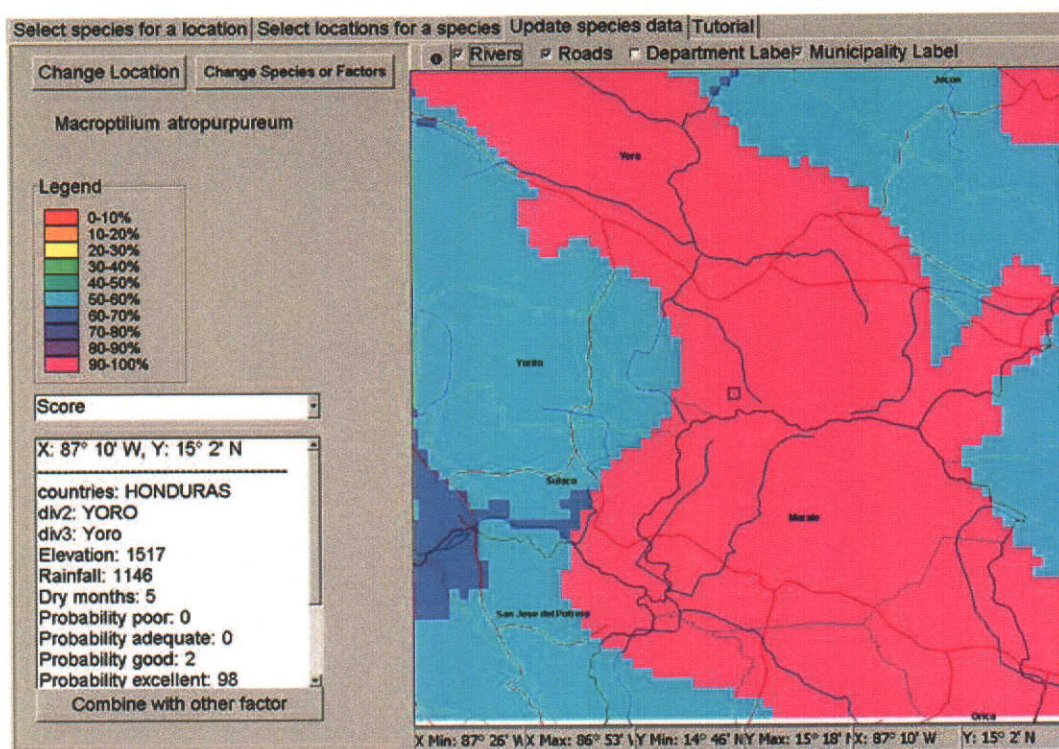 Select species for a location Select locations for a species Update species data Tutorial
Rivers Roads Department Label Municipality Label
Change Location Change Species or Factors
Macroptilium atropurpureum
Legend
0-10%
10-20%
20-30%
30-40%
40-50%
50-60%
60-70%
70-80%
80-90%
90-100%
Score
X: 87° 10' W, Y: 15° 2' N
countries: HONDURAS
div2: YORO
div3: Yoro
Elevation: 1517
Rainfall: 1146
Dry months: 5
Probability poor: 0
Probability adequate: 0
Probability good: 2
Probability excellent: 98
Combine with other factor
Jocon
Yoro
Yorito
Sulaco
Marale
San Jose del Potrero
Orica
X Min: 87° 26' W X Max: 86° 53' Y Min: 14° 46' N Y Max: 15° 18' X: 87° 10' W Y: 15° 2' N